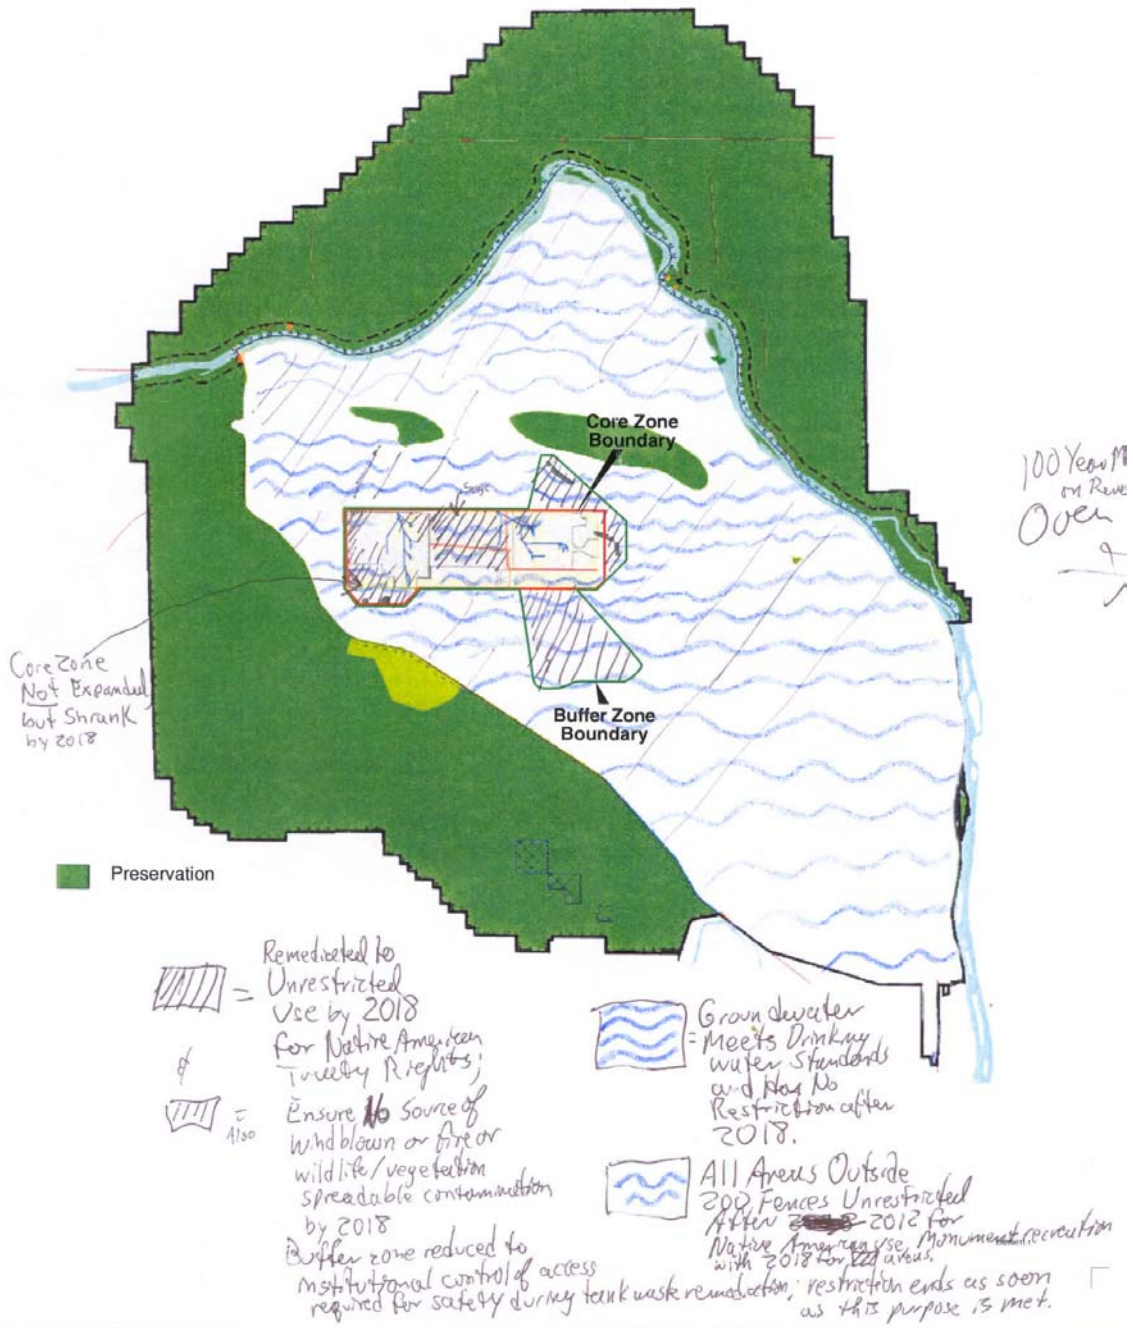 Core Zone
Boundary
100 Year
on
Over
Core Zone
Not Expanded
but Shrank
by 2018
Buffer Zone
Boundary
Preservation
= Remediated to
Unrestricted
Use by 2018
for Native American
Treaty Rights;
&
= Also
Ensure No Source of
windblown or fire or
wildlife/vegetation
spreadable contamination
by 2018
Buffer zone reduced to
institutional control of access
required for safety during tank waste remediation; restriction ends as soon
as this purpose is met.
= Groundwater
Meets Drinking
water Standards
and Has No
Restriction after
2018.
All Areas Outside
200 Fences Unrestricted
After 2012 for
Native American use, Monument recreation
with 2018 for areas.